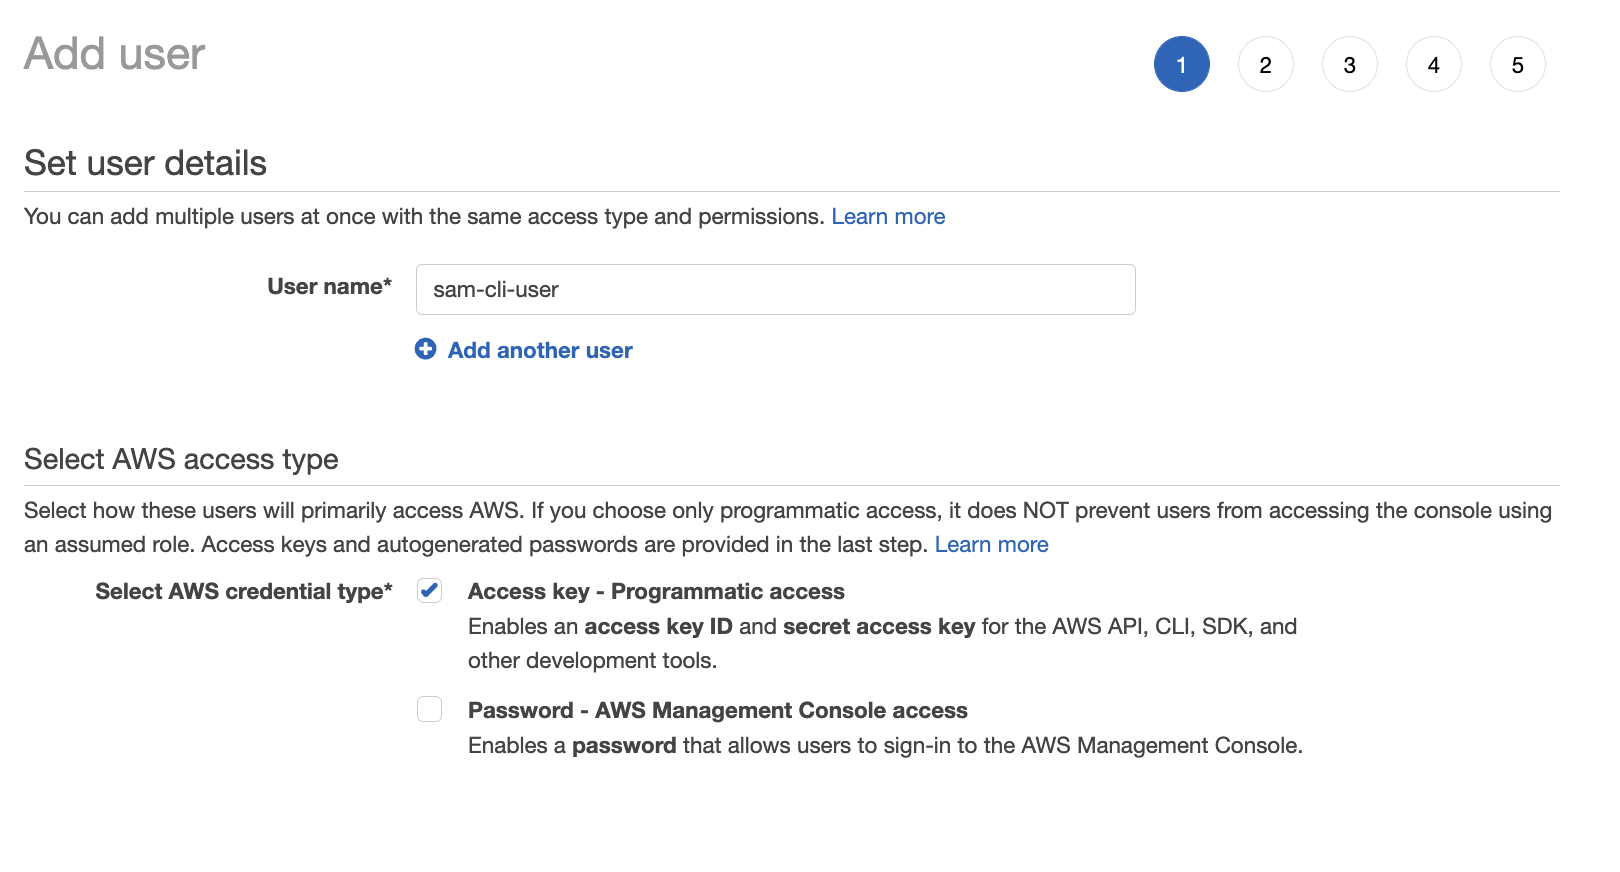 Add user
1 2 3 4 5
Set user details
You can add multiple users at once with the same access type and permissions. Learn more
User name* sam-cli-user
Add another user
Select AWS access type
Select how these users will primarily access AWS. If you choose only programmatic access, it does NOT prevent users from accessing the console using
an assumed role. Access keys and autogenerated passwords are provided in the last step. Learn more
Select AWS credential type* Access key - Programmatic access
Enables an access key ID and secret access key for the AWS API, CLI, SDK, and
other development tools.
Password - AWS Management Console access
Enables a password that allows users to sign-in to the AWS Management Console.